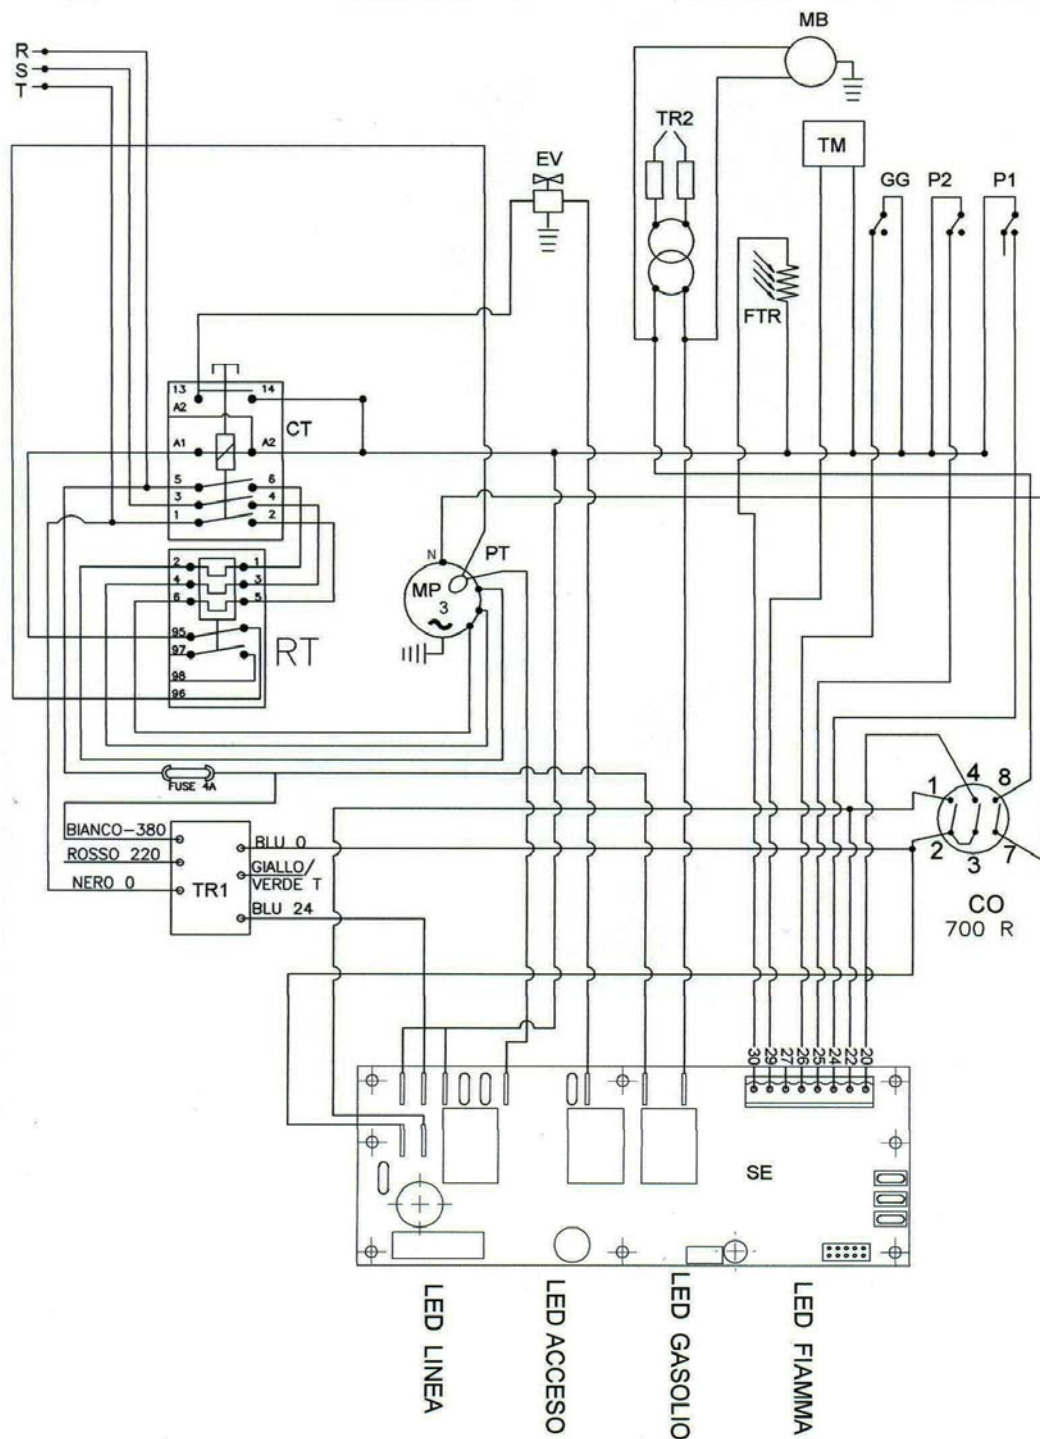 MB
R
S
T
TR2
TM
EV
GG P2 P1
FTR
13 14
A2
CT
A1 A2
5 6
3 4
1 2
N
PT
2 1
MP
4 3
3
6 5
95
RT
97
98
96
FUSE 4A
1 4 8
BIANCO-380
BLU 0
ROSSO 220
GIALLO/
VERDE T
2 3 7
NERO 0
TR1
BLU 24
CO
700 R
30 29 27 26 25 24 22 20
SE
LED LINEA
LED ACCESO
LED GASOLIO
LED FIAMMA